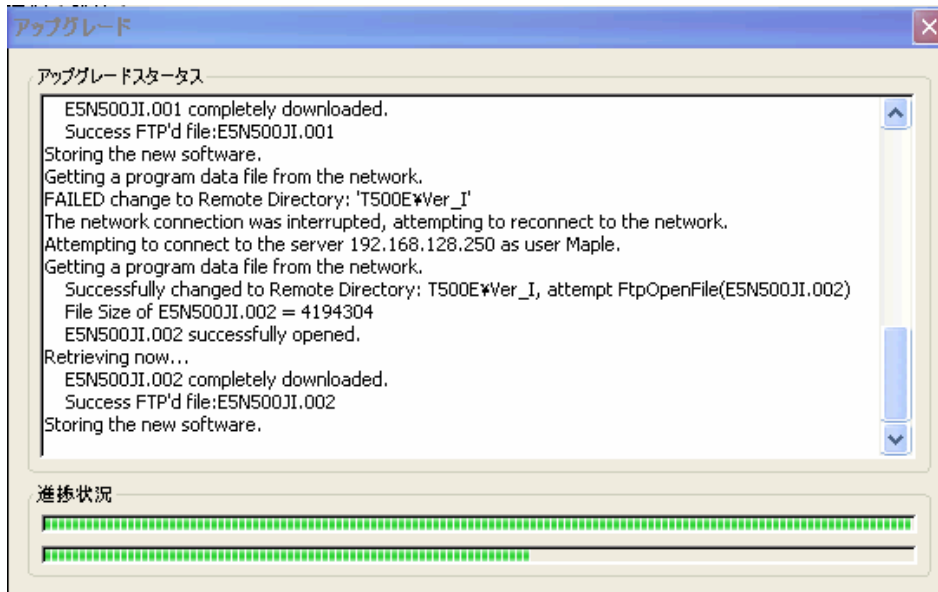 アップグレード
アップグレードスタータス
E5N500JI.001 completely downloaded.
Success FTP'd file:E5N500JI.001
Storing the new software.
Getting a program data file from the network.
FAILED change to Remote Directory: 'T500E¥Ver_I'
The network connection was interrupted, attempting to reconnect to the network.
Attempting to connect to the server 192.168.128.250 as user Maple.
Getting a program data file from the network.
Successfully changed to Remote Directory: T500E¥Ver_I, attempt FtpOpenFile(E5N500JI.002)
File Size of E5N500JI.002 = 4194304
E5N500JI.002 successfully opened.
Retrieving now...
E5N500JI.002 completely downloaded.
Success FTP'd file:E5N500JI.002
Storing the new software.
進捗状況